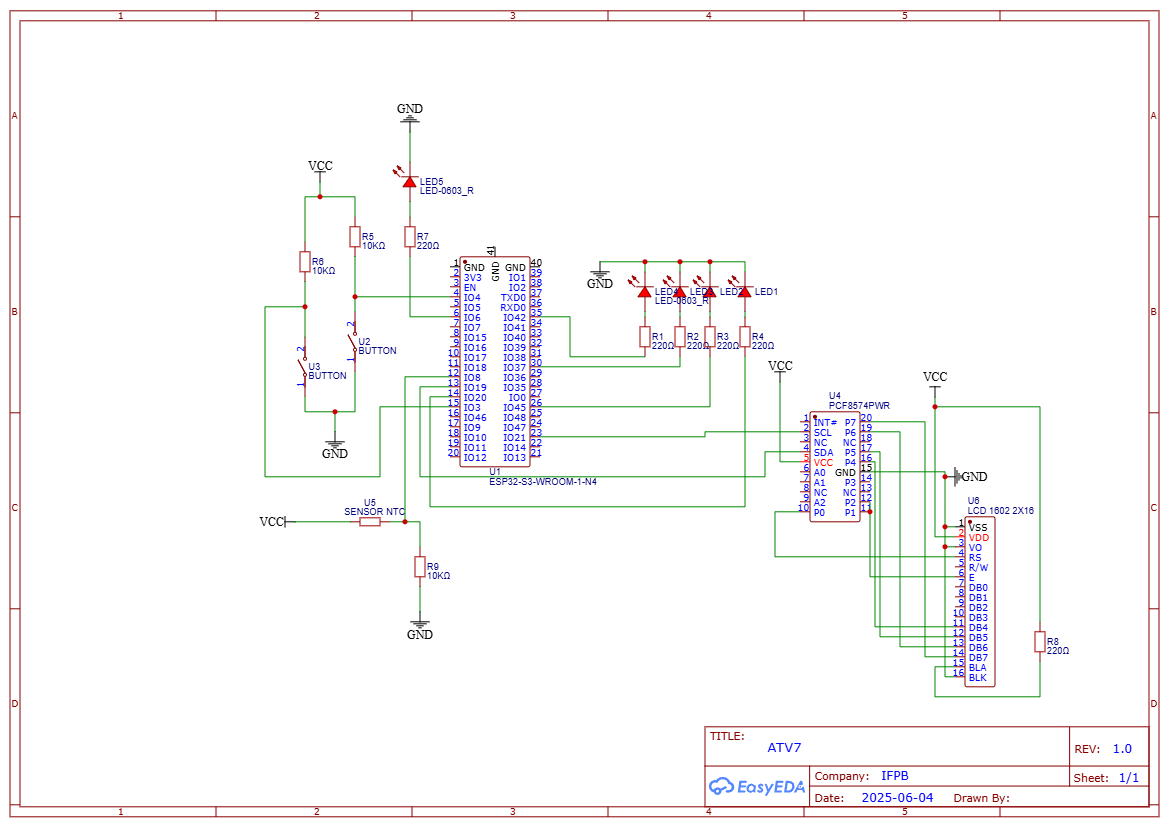 1 2 3 4 5
A A
B B
C C
D D
1 2 3 4 5
GND
VCC
LED5
LED-0603_R
R6
10KΩ
R5
10KΩ
R7
220Ω
2
1
U3
BUTTON
2
1
U2
BUTTON
GND
41
GND
1 GND
2 3V3
3 EN
4 IO4
5 IO5
6 IO6
7 IO7
8 IO15
9 IO16
10 IO17
11 IO18
12 IO8
13 IO19
14 IO20
15 IO3
16 IO46
17 IO9
18 IO10
19 IO11
20 IO12
GND 40
IO1 39
IO2 38
TXD0 37
RXD0 36
IO42 35
IO41 34
IO40 33
IO39 32
IO38 31
IO37 30
IO36 29
IO35 28
IO0 27
IO45 26
IO48 25
IO47 24
IO21 23
IO14 22
IO13 21
U1
ESP32-S3-WROOM-1-N4
GND
LED4
LED-0603_R
LED2
LED1
R1
220Ω
R2
220Ω
R3
220Ω
R4
220Ω
VCC
U5
SENSOR NTC
R9
10KΩ
GND
VCC
U4
PCF8574PWR
1 INT#
2 SCL
3 NC
4 SDA
5 VCC
6 A0
7 A1
8 NC
9 A2
10 P0
P7 20
P6 19
NC 18
P5 17
P4 16
GND 15
P3 14
NC 13
P2 12
P1 11
VCC
GND
U6
LCD 1602 2X16
1 VSS
2 VDD
3 VO
4 RS
5 R/W
6 E
7 DB0
8 DB1
9 DB2
10 DB3
11 DB4
12 DB5
13 DB6
14 DB7
15 BLA
16 BLK
R8
220Ω
TITLE:
ATV7
REV: 1.0
EasyEDA
Company: IFPB
Sheet: 1/1
Date: 2025-06-04 Drawn By: